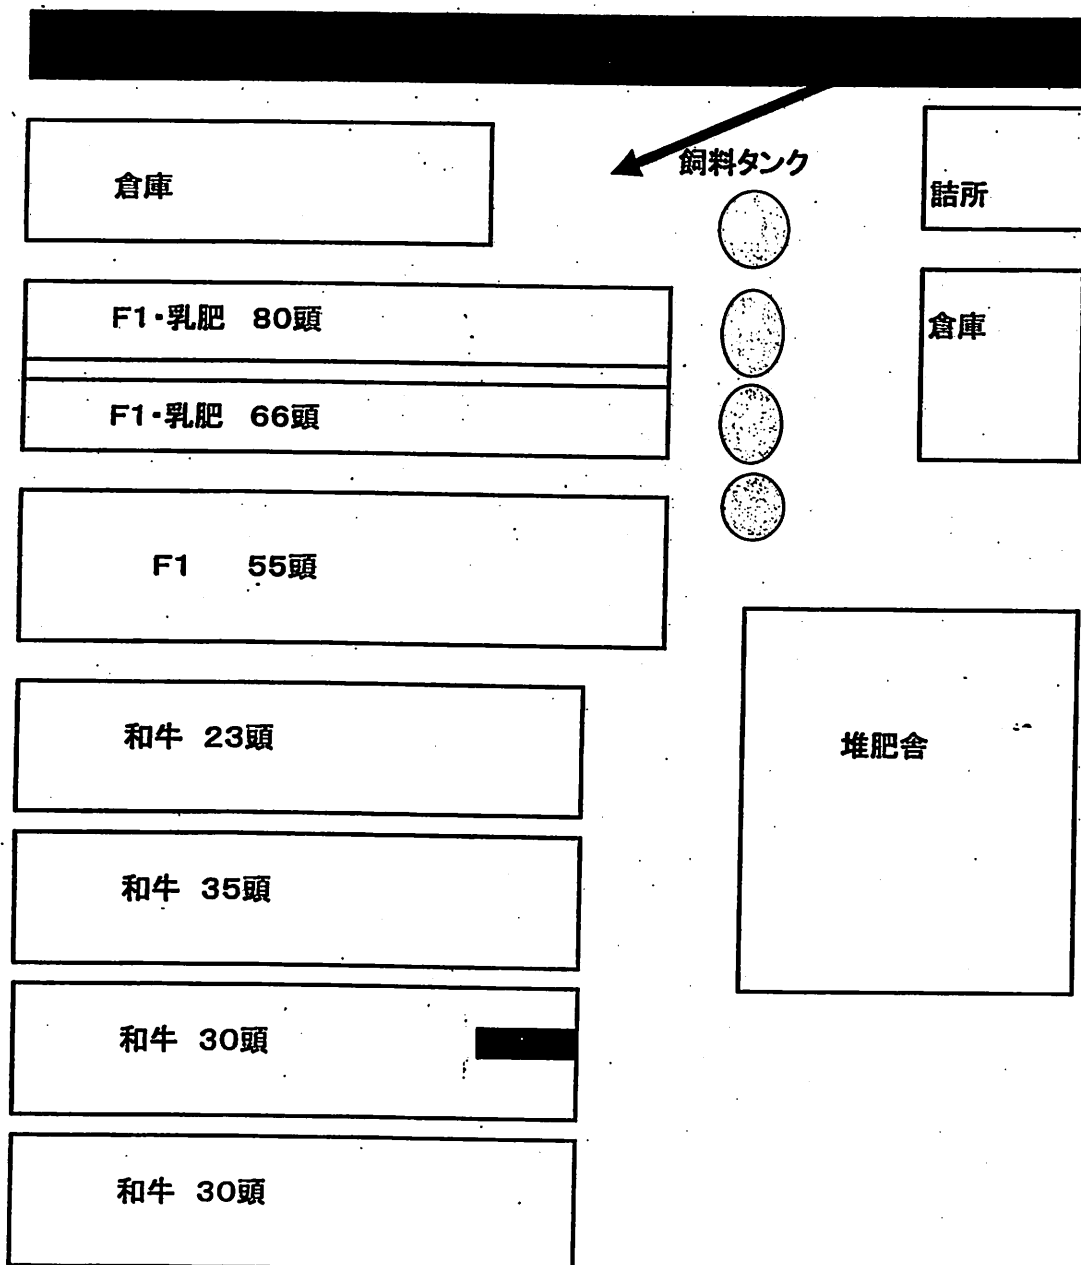 飼料タンク
倉庫
詰所
F1・乳肥 80頭
倉庫
F1・乳肥 66頭
F1 55頭
和牛 23頭
堆肥舎
和牛 35頭
和牛 30頭
和牛 30頭